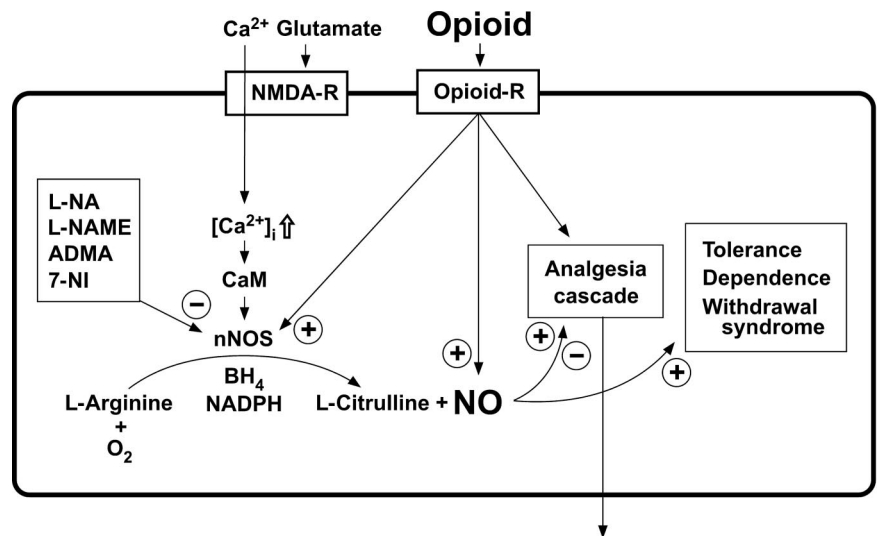 Ca²⁺ Glutamate
Opioid
NMDA-R
Opioid-R
L-NA
L-NAME
ADMA
7-NI
[Ca²⁺]ᵢ⇧
CaM
nNOS
−
+
BH₄
NADPH
L-Arginine
+
O₂
L-Citrulline + NO
+
Analgesia
cascade
+
−
Tolerance
Dependence
Withdrawal
syndrome
+